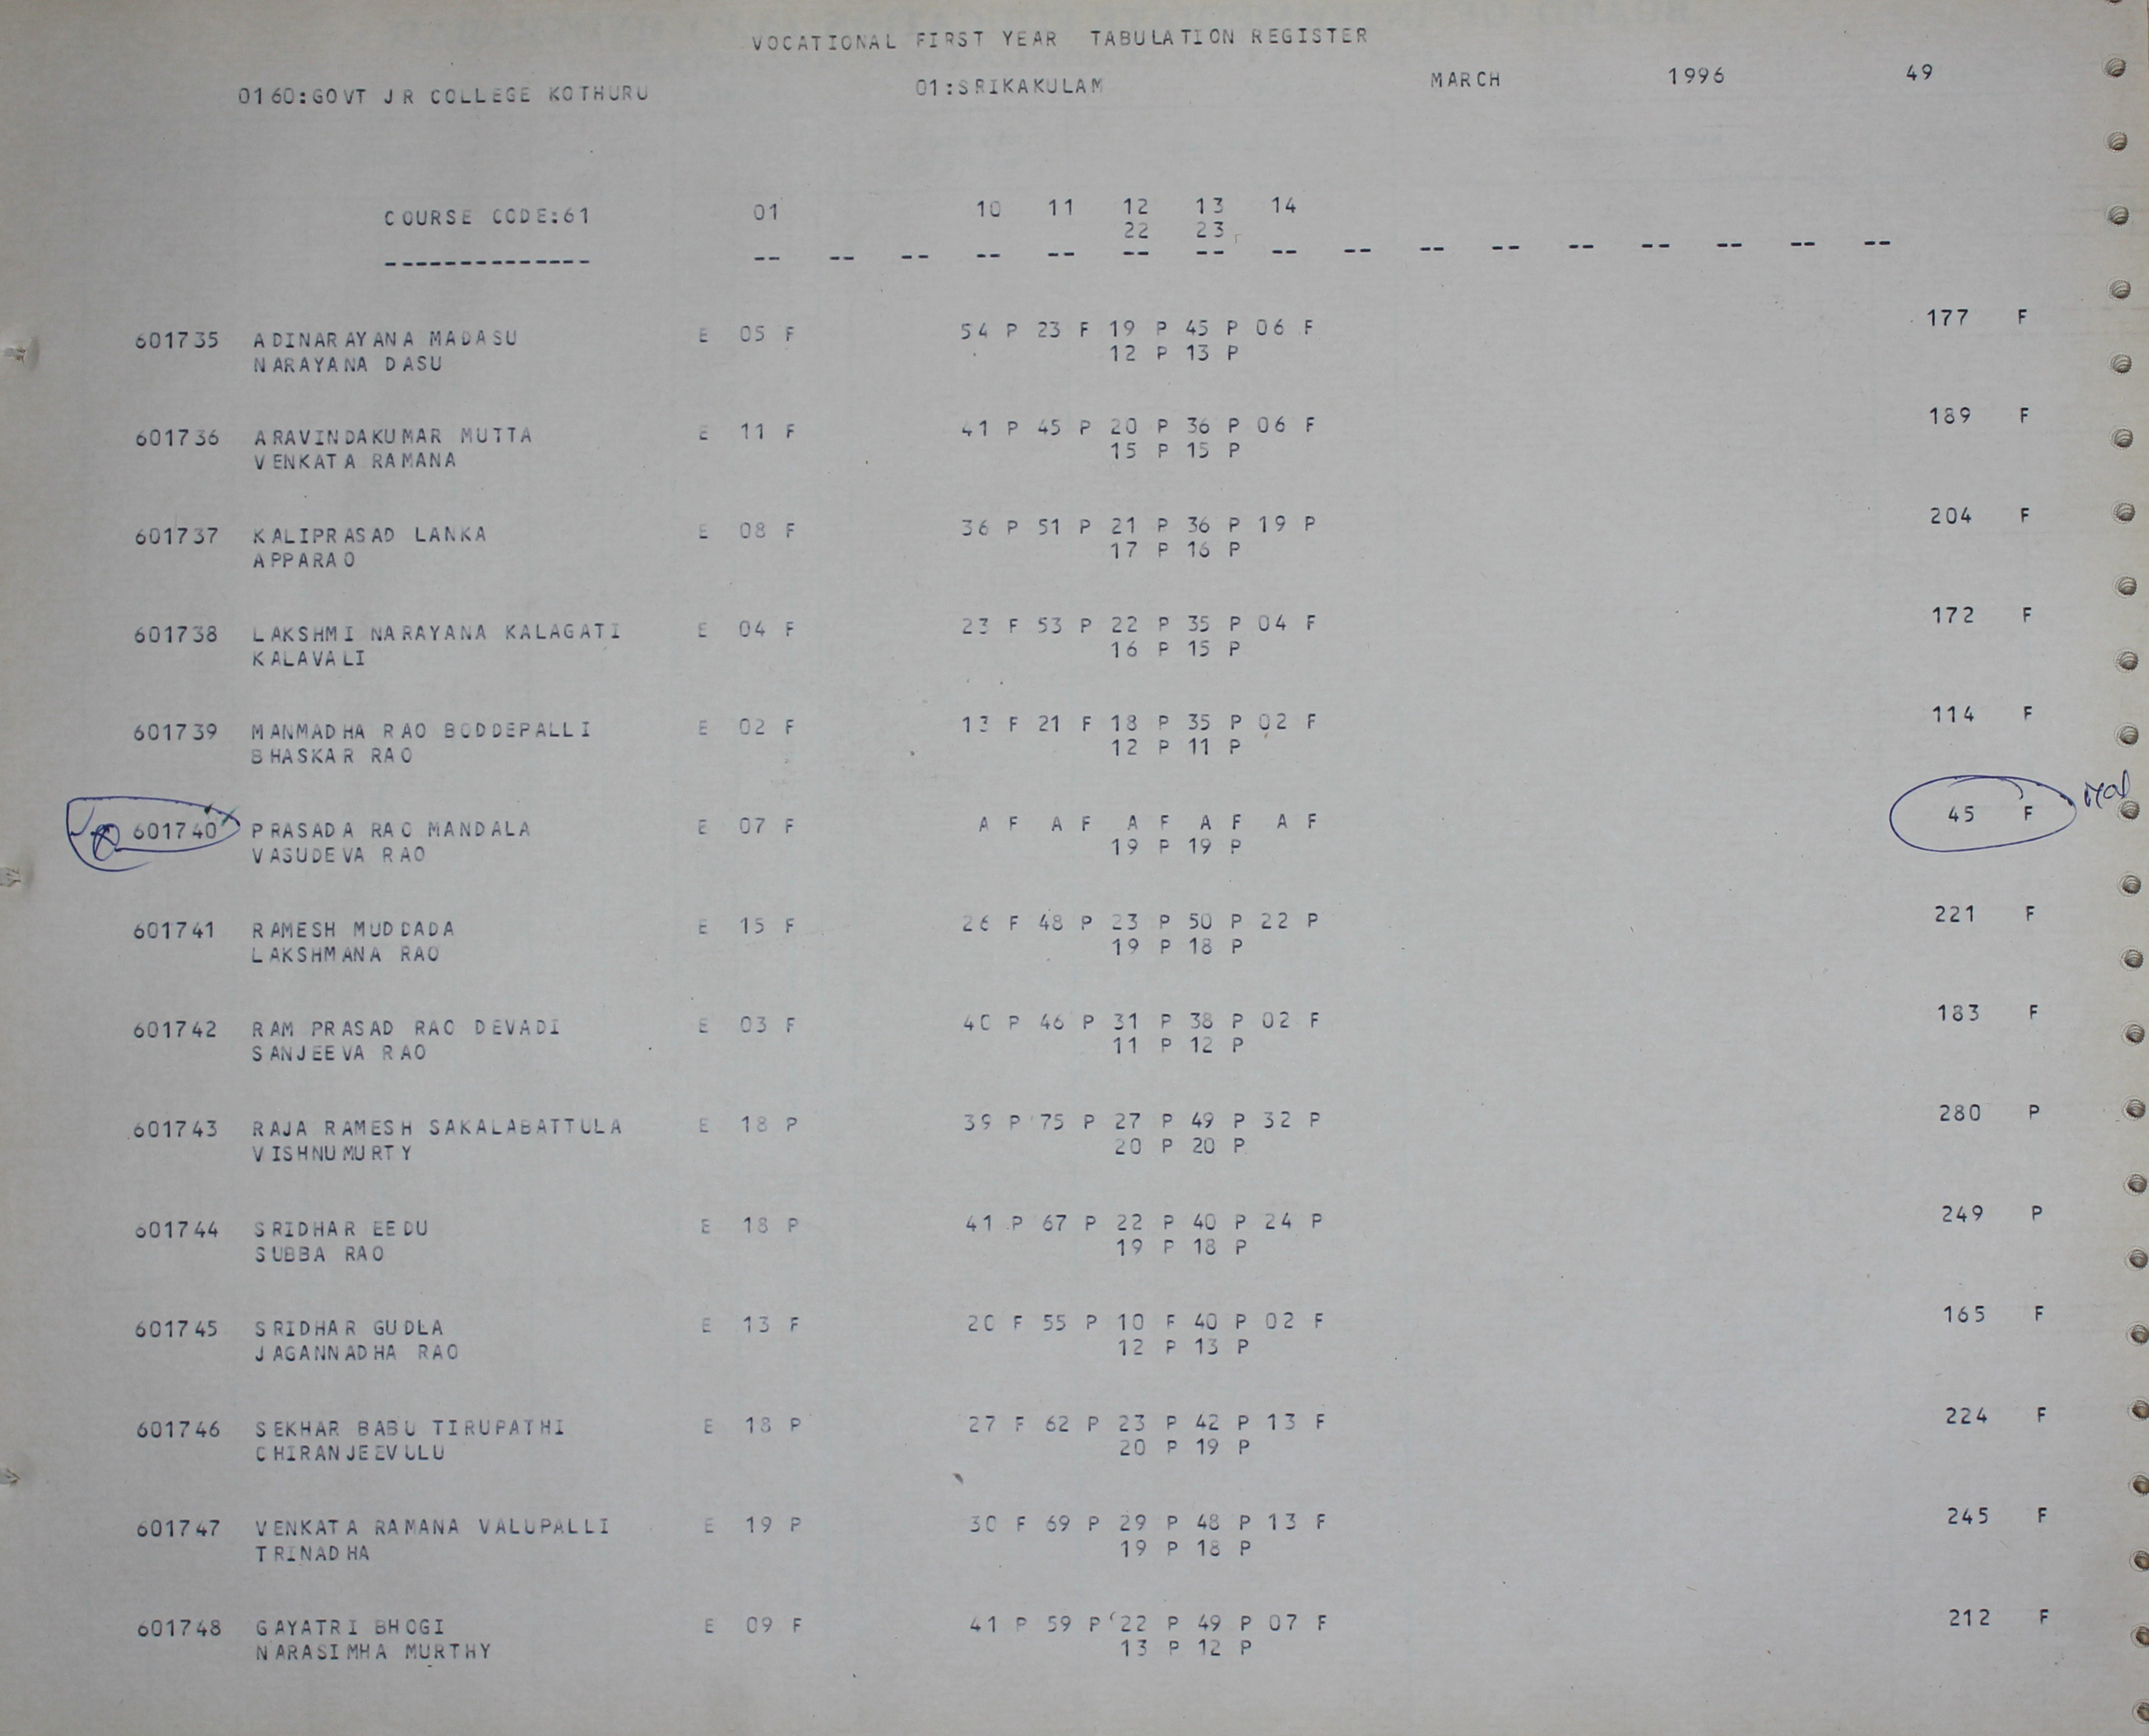 VOCATIONAL FIRST YEAR TABULATION REGISTER
0160:GOVT JR COLLEGE KOTHURU 01:SRIKAKULAM MARCH 1996 49
COURSE CODE:61 01 10 11 12 13 14
22 23
-------------- -- -- -- -- -- -- -- -- -- -- -- -- -- -- -- --
601735 ADINARAYANA MADASU E 05 F 54 P 23 F 19 P 45 P 06 F 177 F
NARAYANA DASU 12 P 13 P
601736 ARAVINDAKUMAR MUTTA E 11 F 41 P 45 P 20 P 36 P 06 F 189 F
VENKATA RAMANA 15 P 15 P
601737 KALIPRASAD LANKA E 08 F 36 P 51 P 21 P 36 P 19 P 204 F
APPARAO 17 P 16 P
601738 LAKSHMI NARAYANA KALAGATI E 04 F 23 F 53 P 22 P 35 P 04 F 172 F
KALAVALI 16 P 15 P
601739 MANMADHA RAO BODDEPALLI E 02 F 13 F 21 F 18 P 35 P 02 F 114 F
BHASKAR RAO 12 P 11 P
601740 PRASADA RAO MANDALA E 07 F A F A F A F A F A F 45 F
VASUDEVA RAO 19 P 19 P
601741 RAMESH MUDDADA E 15 F 26 F 48 P 23 P 50 P 22 P 221 F
LAKSHMANA RAO 19 P 18 P
601742 RAM PRASAD RAO DEVADI E 03 F 40 P 46 P 31 P 38 P 02 F 183 F
SANJEEVA RAO 11 P 12 P
601743 RAJA RAMESH SAKALABATTULA E 18 P 39 P 75 P 27 P 49 P 32 P 280 P
VISHNUMURTY 20 P 20 P
601744 SRIDHAR EEDU E 18 P 41 P 67 P 22 P 40 P 24 P 249 P
SUBBA RAO 19 P 18 P
601745 SRIDHAR GUDLA E 13 F 20 F 55 P 10 F 40 P 02 F 165 F
JAGANNADHA RAO 12 P 13 P
601746 SEKHAR BABU TIRUPATHI E 18 P 27 F 62 P 23 P 42 P 13 F 224 F
CHIRANJEEVULU 20 P 19 P
601747 VENKATA RAMANA VALUPALLI E 19 P 30 F 69 P 29 P 48 P 13 F 245 F
TRINADHA 19 P 18 P
601748 GAYATRI BHOGI E 09 F 41 P 59 P 22 P 49 P 07 F 212 F
NARASIMHA MURTHY 13 P 12 P